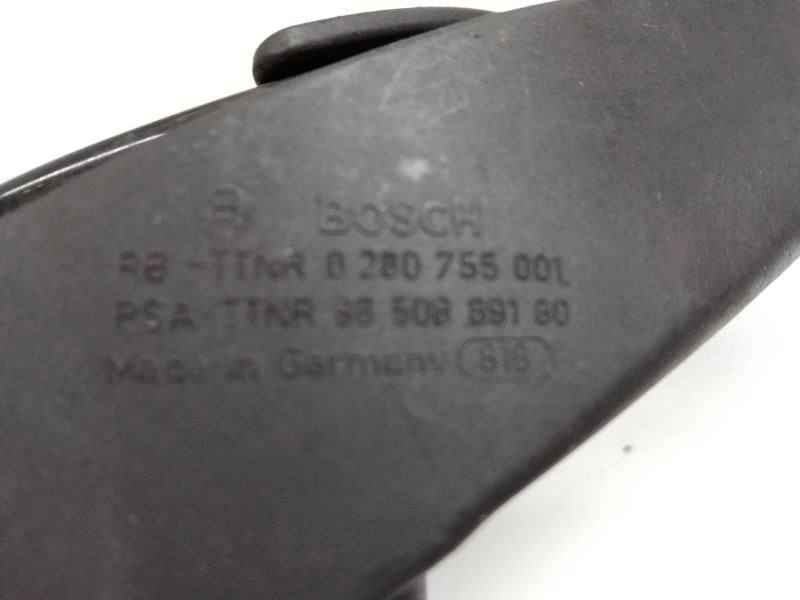 BOSCH
RB -TTNR 0 280 755 001
PSA-TTNR 96 508 891 80
Made in Germany 816